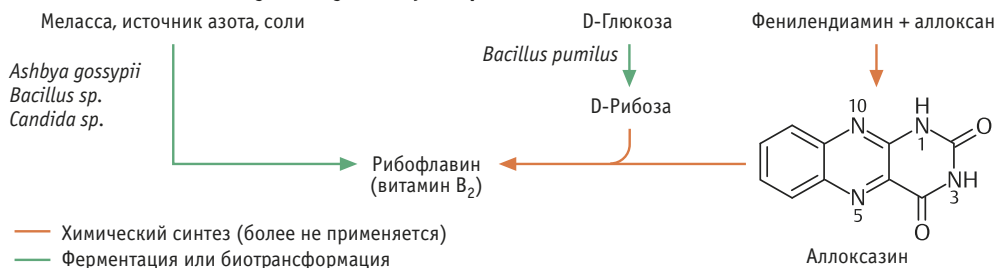 Меласса, источник азота, соли
D-Глюкоза
Фенилендиамин + аллоксан
Ashbya gossypii
Bacillus sp.
Candida sp.
Bacillus pumilus
D-Рибоза
Рибофлавин
(витамин B₂)
10
N
H
N
1
O
NH
3
N
5
O
Аллоксазин
Химический синтез (более не применяется)
Ферментация или биотрансформация